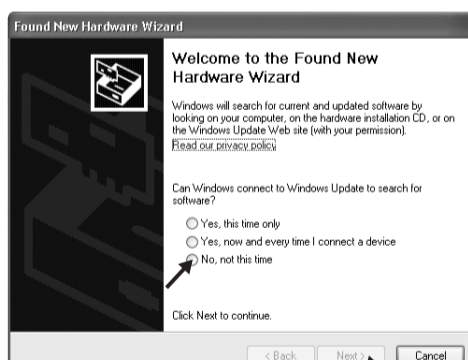 Found New Hardware Wizard
Welcome to the Found New
Hardware Wizard
Windows will search for current and updated software by
looking on your computer, on the hardware installation CD, or on
the Windows Update Web site (with your permission).
Read our privacy policy
Can Windows connect to Windows Update to search for
software?
Yes, this time only
Yes, now and every time I connect a device
No, not this time
Click Next to continue.
< Back
Next >
Cancel